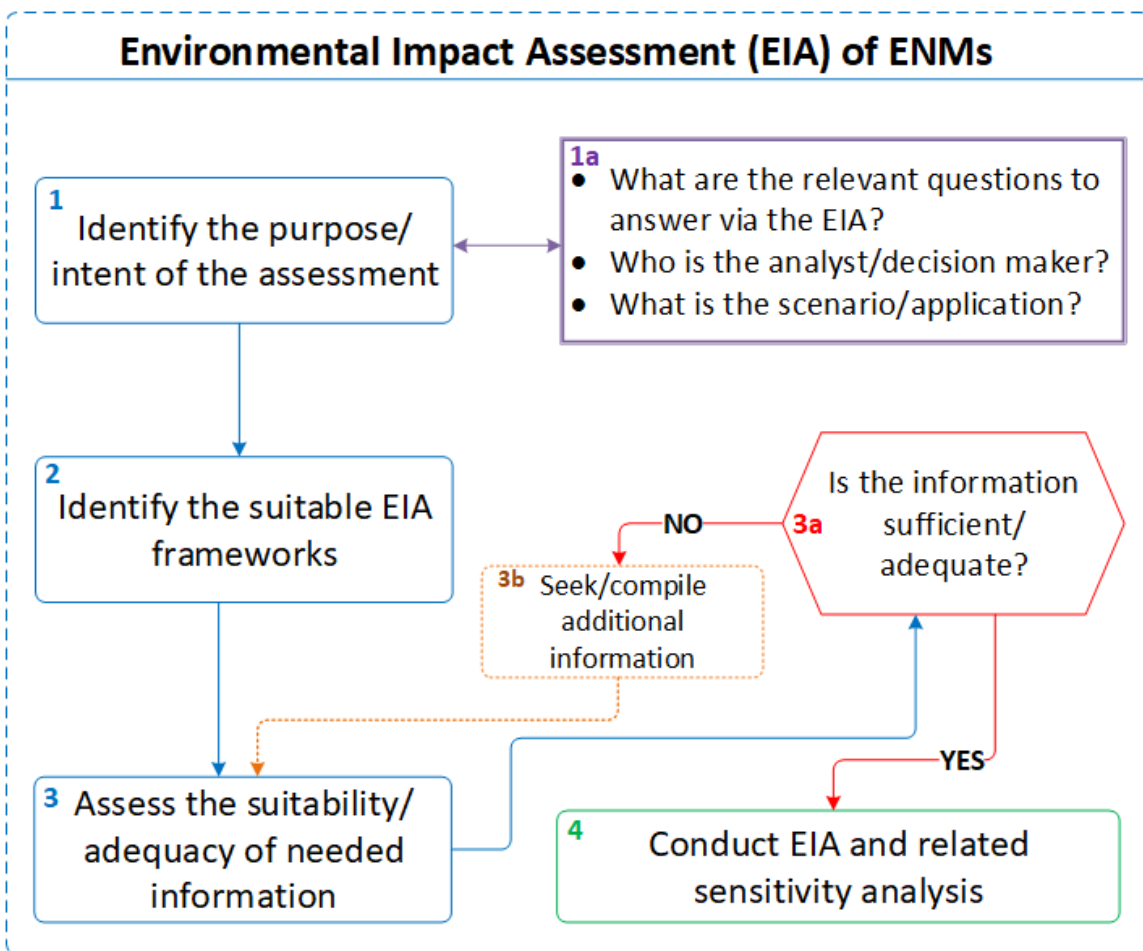 Environmental Impact Assessment (EIA) of ENMs
1
Identify the purpose/
intent of the assessment
1a
• What are the relevant questions to
answer via the EIA?
• Who is the analyst/decision maker?
• What is the scenario/application?
2
Identify the suitable EIA
frameworks
3a
Is the information
sufficient/
adequate?
NO
3b
Seek/compile
additional
information
3
Assess the suitability/
adequacy of needed
information
YES
4
Conduct EIA and related
sensitivity analysis